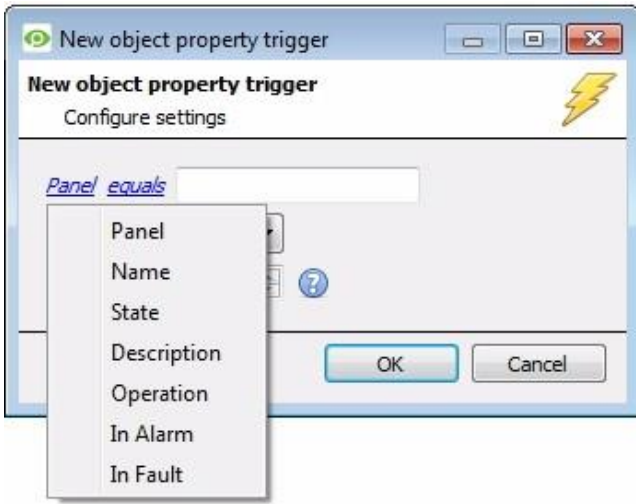 New object property trigger
New object property trigger
Configure settings
Panel equals
Panel
Name
State
Description
Operation
In Alarm
In Fault
?
OK Cancel